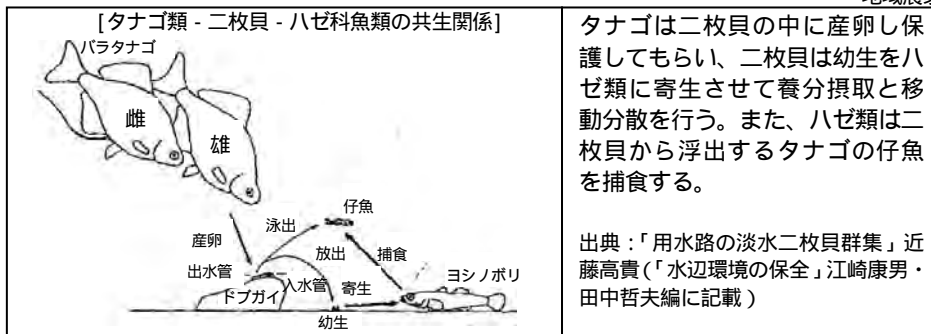 [タナゴ類 - 二枚貝 - ハゼ科魚類の共生関係]
バラタナゴ
雌
雄
仔魚
泳出
産卵
放出
捕食
出水管
入水管
寄生
ヨシノボリ
ドブガイ
幼生
タナゴは二枚貝の中に産卵し保
護してもらい、二枚貝は幼生をハ
ゼ類に寄生させて養分摂取と移
動分散を行う。また、ハゼ類は二
枚貝から浮出するタナゴの仔魚
を捕食する。
出典：「用水路の淡水二枚貝群集」近
藤高貴（「水辺環境の保全」江崎康男・
田中哲夫編に記載）